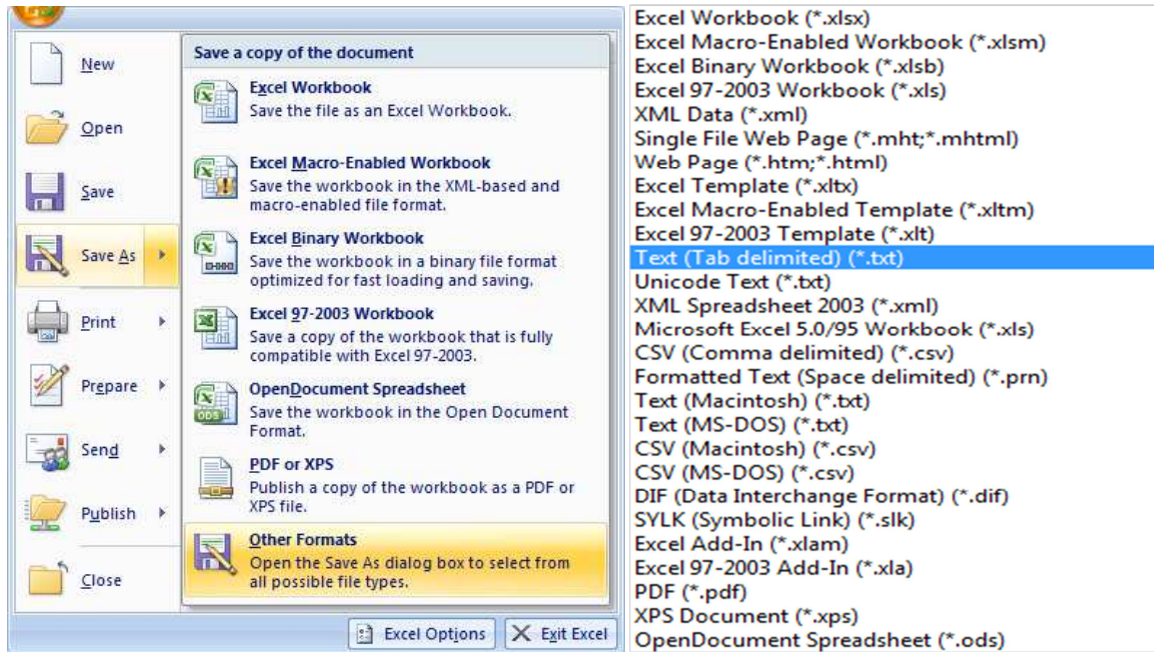 New
Open
Save
Save As
Print
Prepare
Send
Publish
Close
Save a copy of the document
Excel Workbook
Save the file as an Excel Workbook.
Excel Macro-Enabled Workbook
Save the workbook in the XML-based and
macro-enabled file format.
Excel Binary Workbook
Save the workbook in a binary file format
optimized for fast loading and saving.
Excel 97-2003 Workbook
Save a copy of the workbook that is fully
compatible with Excel 97-2003.
OpenDocument Spreadsheet
Save the workbook in the Open Document
Format.
PDF or XPS
Publish a copy of the workbook as a PDF or
XPS file.
Other Formats
Open the Save As dialog box to select from
all possible file types.
Excel Options
Exit Excel
Excel Workbook (*.xlsx)
Excel Macro-Enabled Workbook (*.xlsm)
Excel Binary Workbook (*.xlsb)
Excel 97-2003 Workbook (*.xls)
XML Data (*.xml)
Single File Web Page (*.mht;*.mhtml)
Web Page (*.htm;*.html)
Excel Template (*.xltx)
Excel Macro-Enabled Template (*.xltm)
Excel 97-2003 Template (*.xlt)
Text (Tab delimited) (*.txt)
Unicode Text (*.txt)
XML Spreadsheet 2003 (*.xml)
Microsoft Excel 5.0/95 Workbook (*.xls)
CSV (Comma delimited) (*.csv)
Formatted Text (Space delimited) (*.prn)
Text (Macintosh) (*.txt)
Text (MS-DOS) (*.txt)
CSV (Macintosh) (*.csv)
CSV (MS-DOS) (*.csv)
DIF (Data Interchange Format) (*.dif)
SYLK (Symbolic Link) (*.slk)
Excel Add-In (*.xlam)
Excel 97-2003 Add-In (*.xla)
PDF (*.pdf)
XPS Document (*.xps)
OpenDocument Spreadsheet (*.ods)